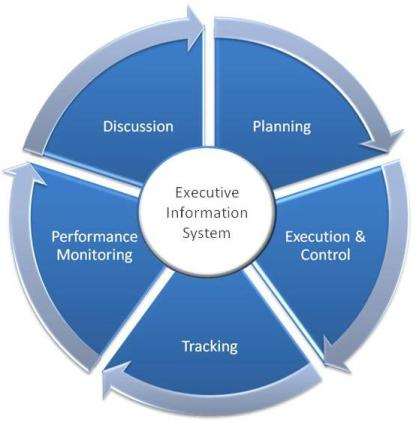 Discussion
Planning
Executive
Information
System
Performance
Monitoring
Execution &
Control
Tracking